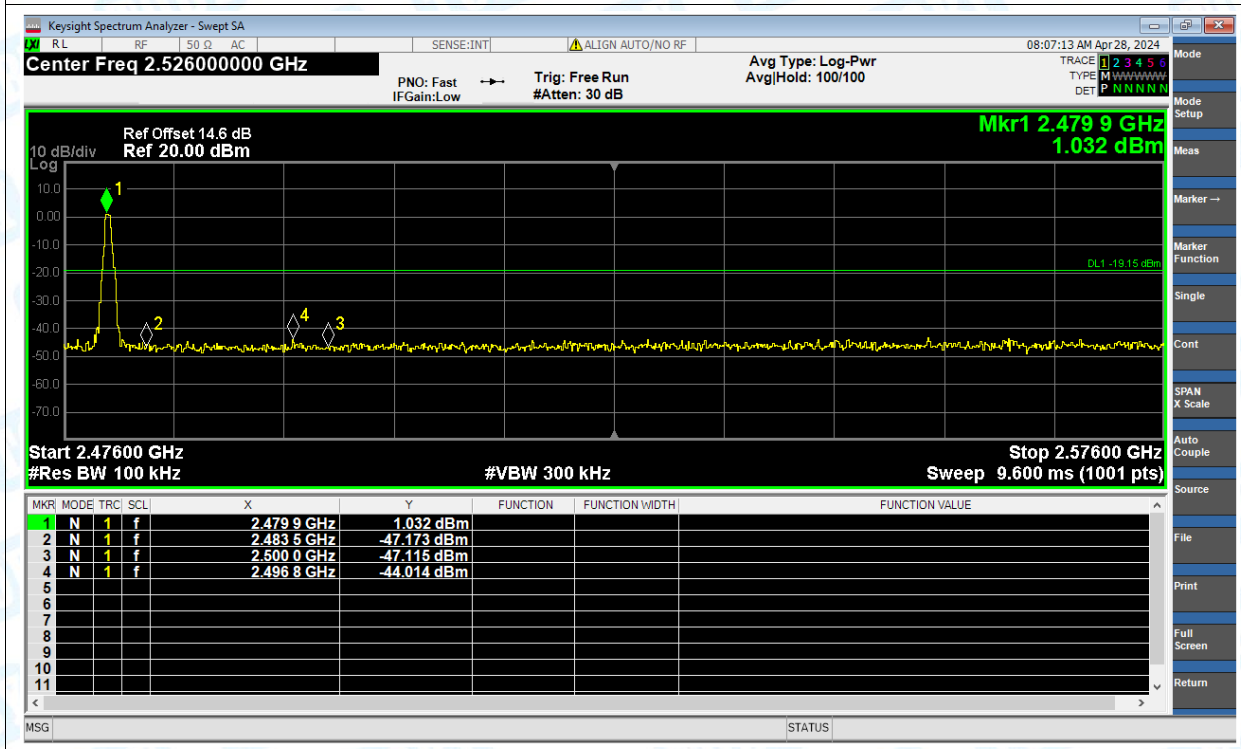 Keysight Spectrum Analyzer - Swept SA
LXI RL RF 50 Ω AC SENSE:INT ALIGN AUTO/NO RF 08:07:13 AM Apr 28, 2024
Center Freq 2.526000000 GHz
PNO: Fast
IFGain:Low
Trig: Free Run
#Atten: 30 dB
Avg Type: Log-Pwr
Avg|Hold: 100/100
TRACE 1 2 3 4 5 6
TYPE M WWWWW
DET P N N N N N
Ref Offset 14.6 dB
Ref 20.00 dBm
10 dB/div
Log
Mkr1 2.479 9 GHz
1.032 dBm
10.0
0.00
-10.0
-20.0
-30.0
-40.0
-50.0
-60.0
-70.0
1
2
4
3
DL1 -19.15 dBm
Start 2.47600 GHz
#Res BW 100 kHz
#VBW 300 kHz
Stop 2.57600 GHz
Sweep 9.600 ms (1001 pts)
MKR MODE TRC SCL X Y FUNCTION FUNCTION WIDTH FUNCTION VALUE
1 N 1 f 2.479 9 GHz 1.032 dBm
2 N 1 f 2.483 5 GHz -47.173 dBm
3 N 1 f 2.500 0 GHz -47.115 dBm
4 N 1 f 2.496 8 GHz -44.014 dBm
5
6
7
8
9
10
11
MSG STATUS
Mode
Mode
Setup
Meas
Marker →
Marker
Function
Single
Cont
SPAN
X Scale
Auto
Couple
Source
File
Print
Full
Screen
Return